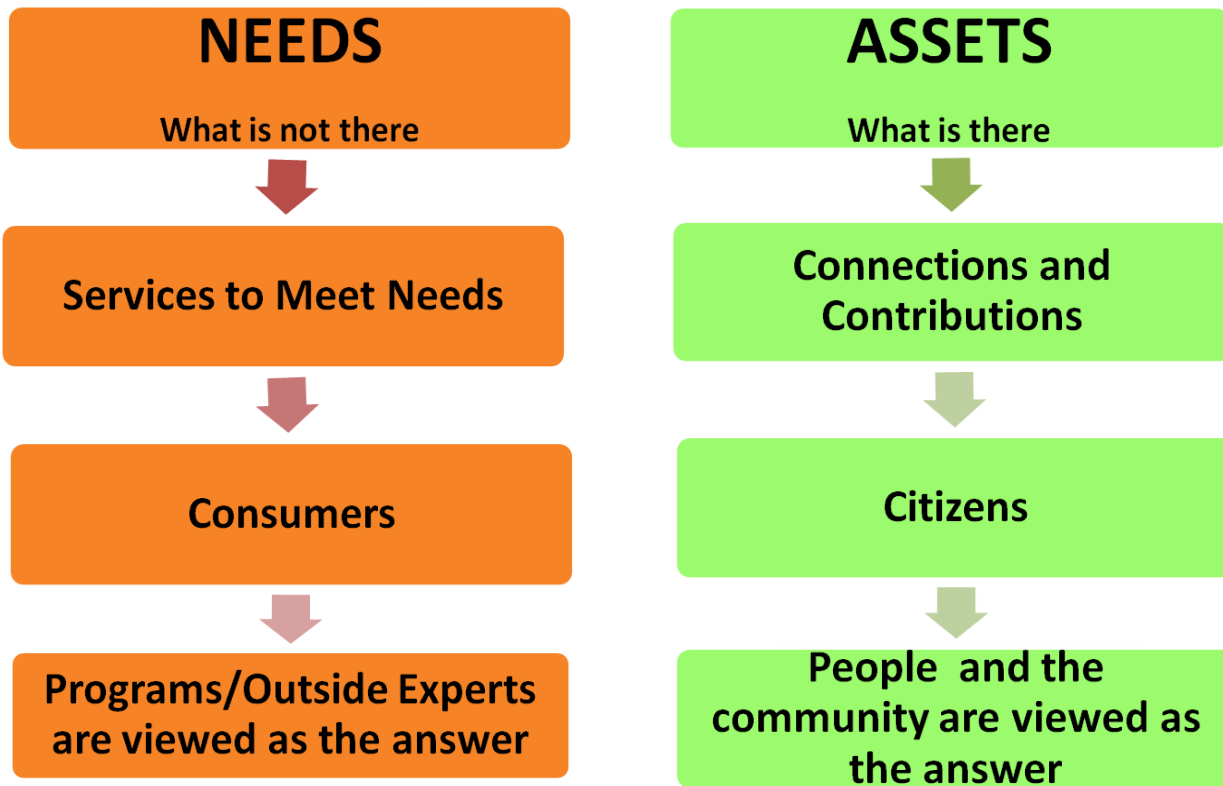 NEEDS
What is not there
Services to Meet Needs
Consumers
Programs/Outside Experts
are viewed as the answer
ASSETS
What is there
Connections and
Contributions
Citizens
People and the
community are viewed as
the answer